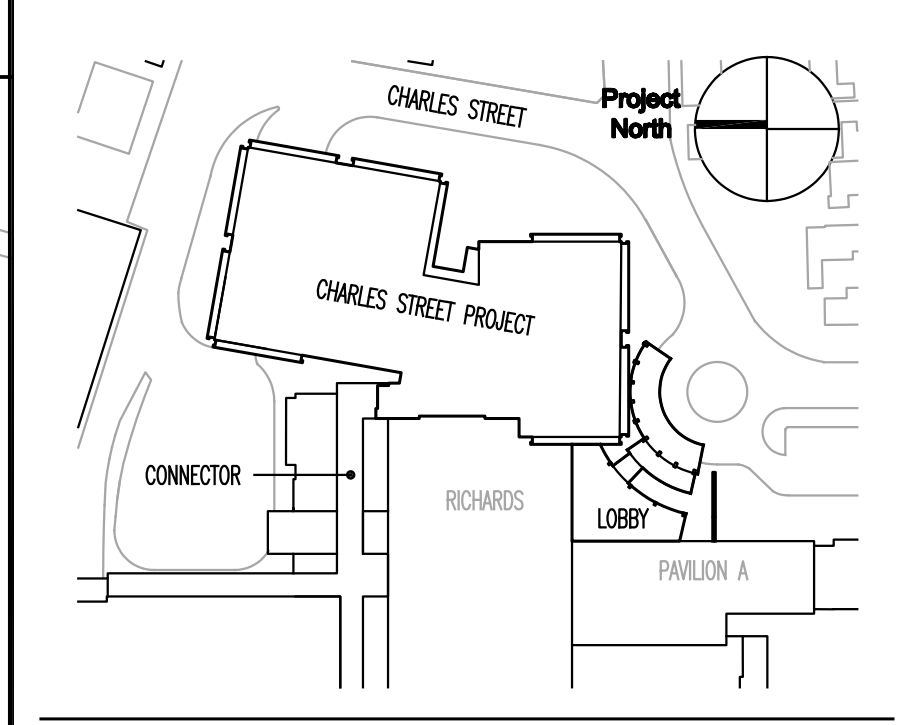 CHARLES STREET
Project
North
CHARLES STREET PROJECT
CONNECTOR
RICHARDS
LOBBY
PAVILION A